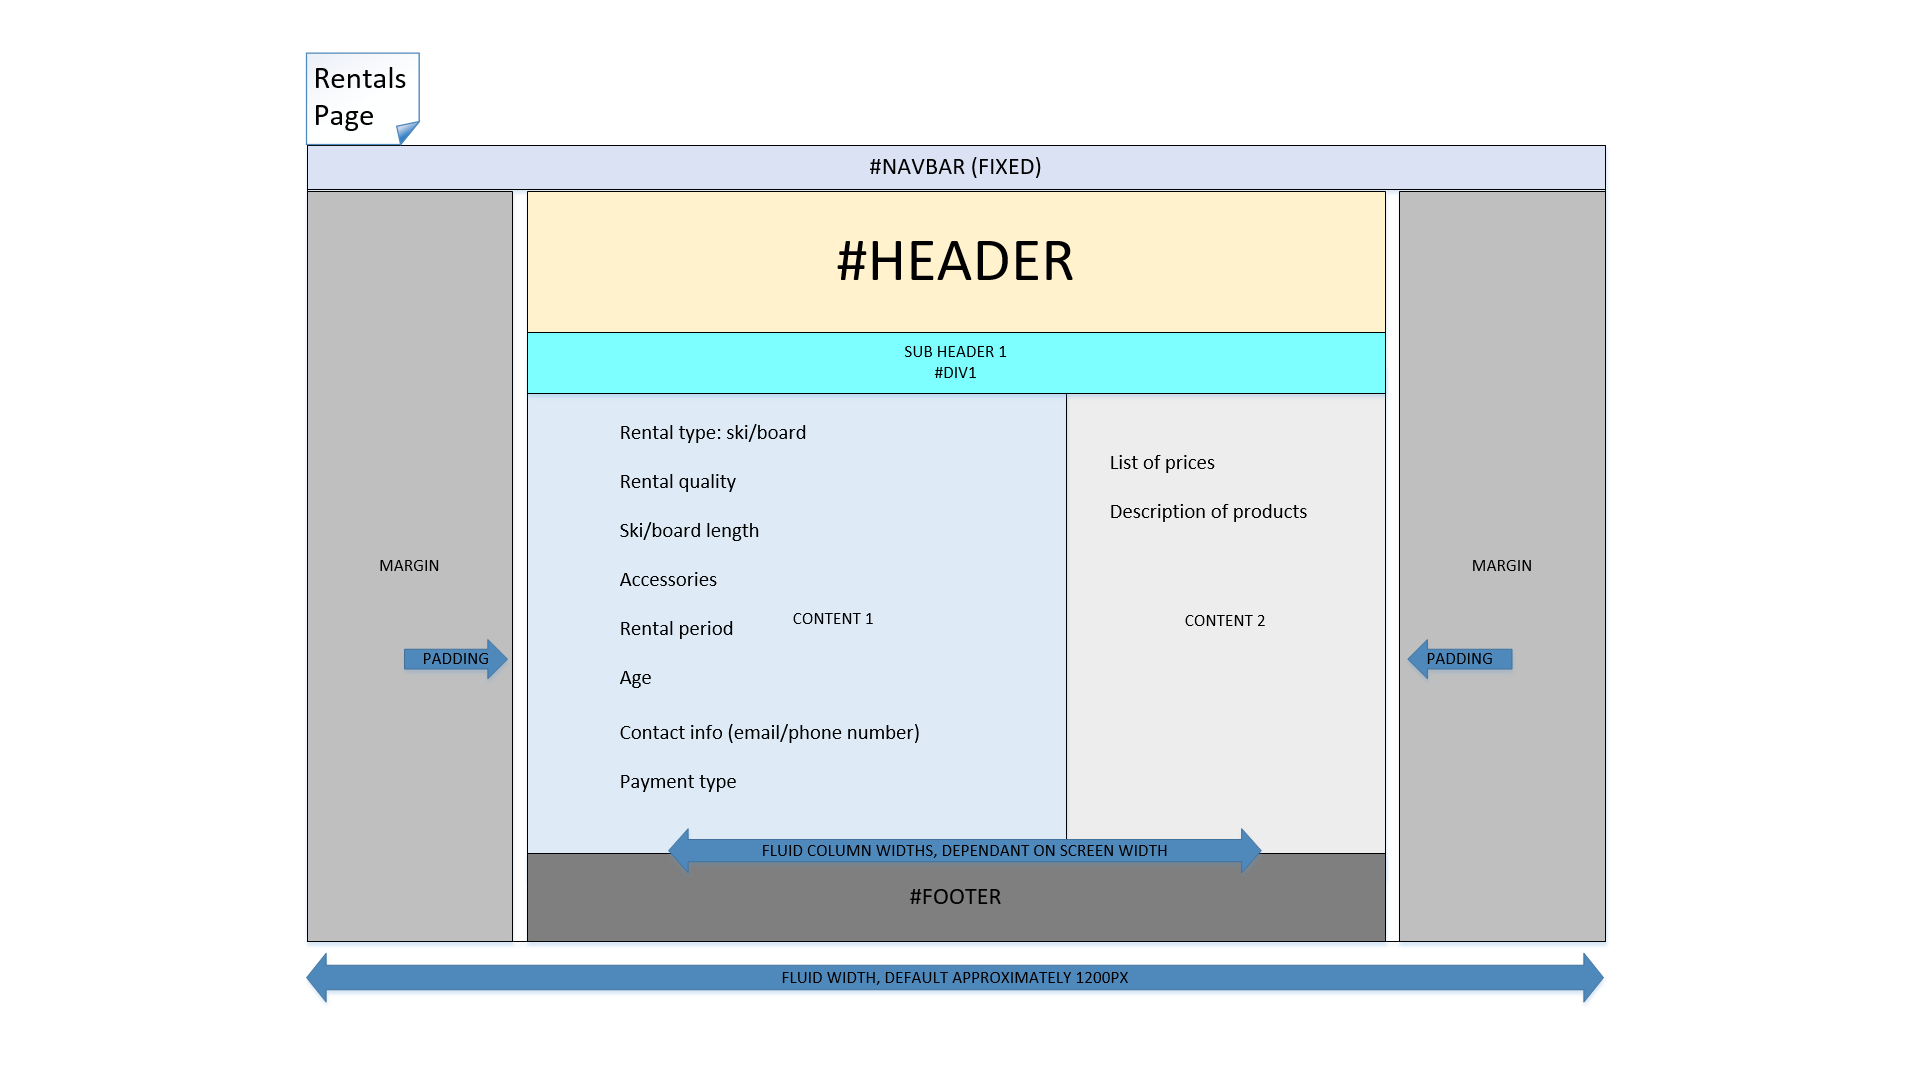 Rentals
Page
#NAVBAR (FIXED)
#HEADER
SUB HEADER 1
#DIV1
Rental type: ski/board
Rental quality
Ski/board length
Accessories
Rental period
Age
Contact info (email/phone number)
Payment type
CONTENT 1
List of prices
Description of products
CONTENT 2
MARGIN
MARGIN
PADDING
PADDING
FLUID COLUMN WIDTHS, DEPENDANT ON SCREEN WIDTH
#FOOTER
FLUID WIDTH, DEFAULT APPROXIMATELY 1200PX